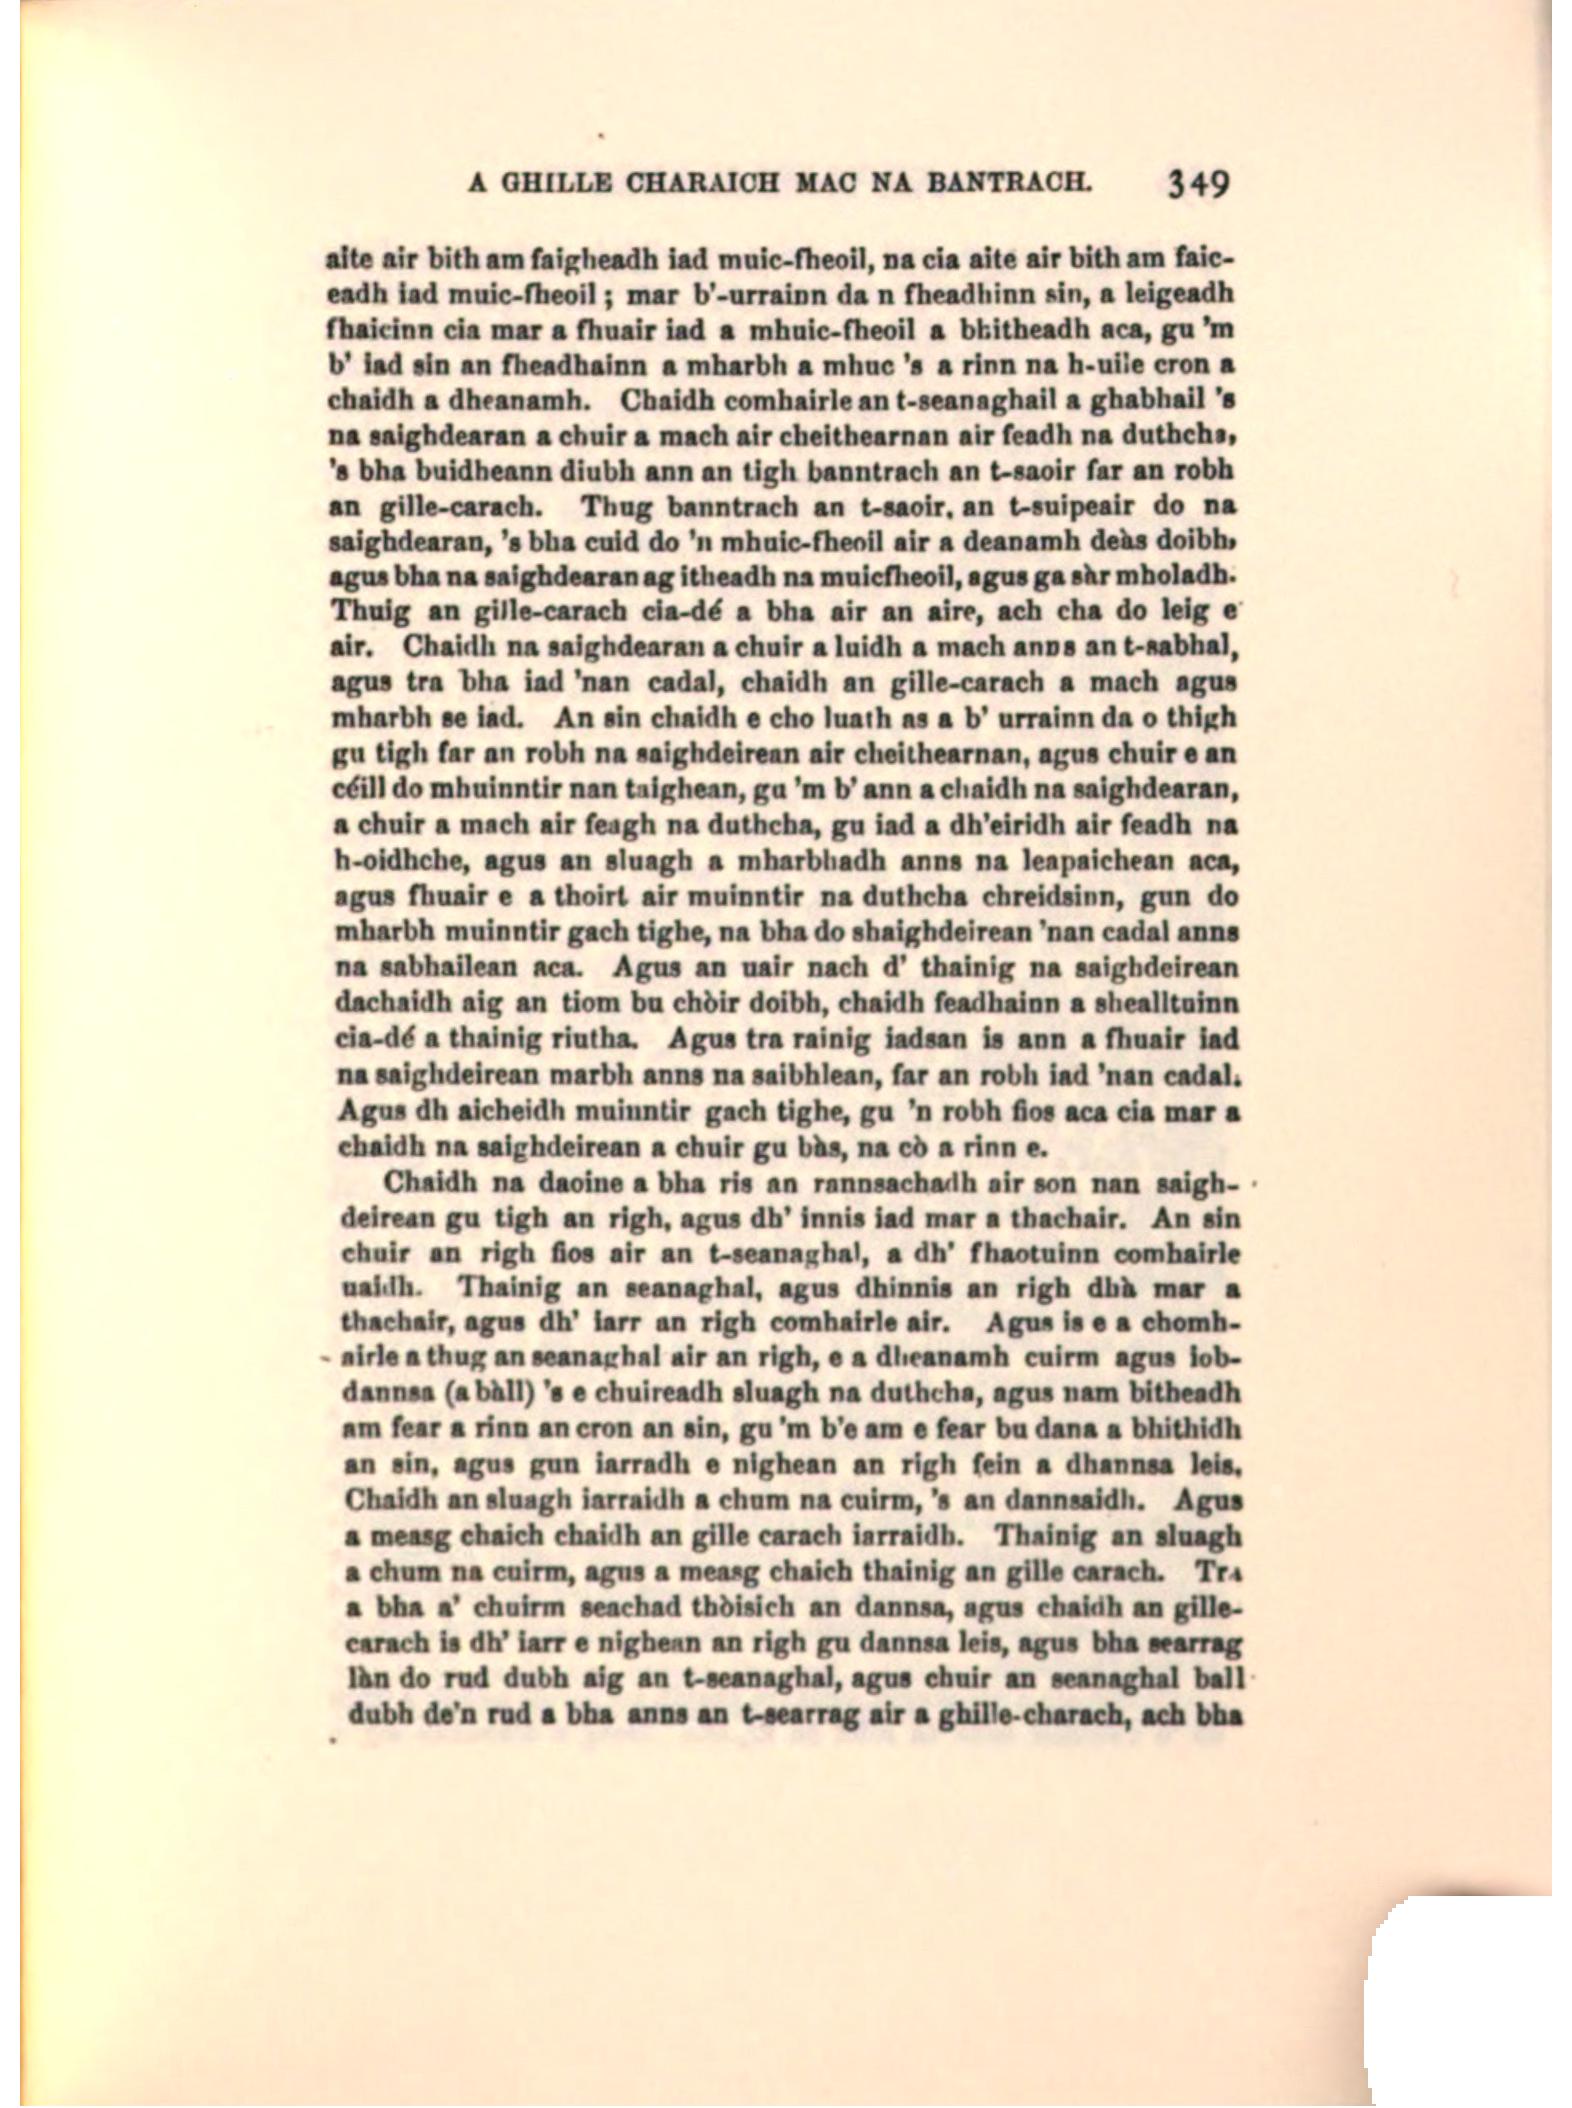 A GHILLE CHARAICH MAC NA BANTRACH. 349
aite air bith am faigheadh iad muic-fheoil, na cia aite air bith am faic-
eadh iad muic-fheoil; mar b'-urrainn da n fheadhinn sin, a leigeadh
fhaicinn cia mar a fhuair iad a mhuic-fheoil a bhitheadh aca, gu 'm
b' iad sin an fheadhainn a mharbh a mhuc 's a rinn na h-uile cron a
chaidh a dheanamh. Chaidh comhairle an t-seanaghail a ghabhail 's
na saighdearan a chuir a mach air cheithearnan air feadh na duthcha,
's bha buidheann diubh ann an tigh banntrach an t-saoir far an robh
an gille-carach. Thug banntrach an t-saoir, an t-suipeair do na
saighdearan, 's bha cuid do 'n mhuic-fheoil air a deanamh deàs doibh,
agus bha na saighdearan ag itheadh na muicfheoil, agus ga sàr mholadh.
Thuig an gille-carach cia-dé a bha air an aire, ach cha do leig e
air. Chaidh na saighdearan a chuir a luidh a mach anns an t-sabhal,
agus tra bha iad 'nan cadal, chaidh an gille-carach a mach agus
mharbh se iad. An sin chaidh e cho luath as a b' urrainn da o thigh
gu tigh far an robh na saighdeirean air cheithearnan, agus chuir e an
céill do mhuinntir nan taighean, gu 'm b' ann a chaidh na saighdearan,
a chuir a mach air feagh na duthcha, gu iad a dh'eiridh air feadh na
h-oidhche, agus an sluagh a mharbhadh anns na leapaichean aca,
agus fhuair e a thoirt air muinntir na duthcha chreidsinn, gun do
mharbh muinntir gach tighe, na bha do shaighdeirean 'nan cadal anns
na sabhailean aca. Agus an uair nach d' thainig na saighdeirean
dachaidh aig an tiom bu chòir doibh, chaidh feadhainn a shealltuinn
cia-dé a thainig riutha. Agus tra rainig iadsan is ann a fhuair iad
na saighdeirean marbh anns na saibhlean, far an robh iad 'nan cadal.
Agus dh aicheidh muinntir gach tighe, gu 'n robh fios aca cia mar a
chaidh na saighdeirean a chuir gu bàs, na cò a rinn e.
Chaidh na daoine a bha ris an rannsachadh air son nan saigh-
deirean gu tigh an righ, agus dh' innis iad mar a thachair. An sin
chuir an righ fios air an t-seanaghal, a dh' fhaotuinn comhairle
uaidh. Thainig an seanaghal, agus dhinnis an righ dhà mar a
thachair, agus dh' iarr an righ comhairle air. Agus is e a chomh-
airle a thug an seanaghal air an righ, e a dheanamh cuirm agus iob-
dannsa (a bàll) 's e chuireadh sluagh na duthcha, agus nam bitheadh
am fear a rinn an cron an sin, gu 'm b'e am e fear bu dana a bhithidh
an sin, agus gun iarradh e nighean an righ fein a dhannsa leis.
Chaidh an sluagh iarraidh a chum na cuirm, 's an dannsaidh. Agus
a measg chaich chaidh an gille carach iarraidh. Thainig an sluagh
a chum na cuirm, agus a measg chaich thainig an gille carach. Tra
a bha a' chuirm seachad thòisich an dannsa, agus chaidh an gille-
carach is dh' iarr e nighean an righ gu dannsa leis, agus bha searrag
làn do rud dubh aig an t-seanaghal, agus chuir an seanaghal ball
dubh de'n rud a bha anns an t-searrag air a ghille-charach, ach bha